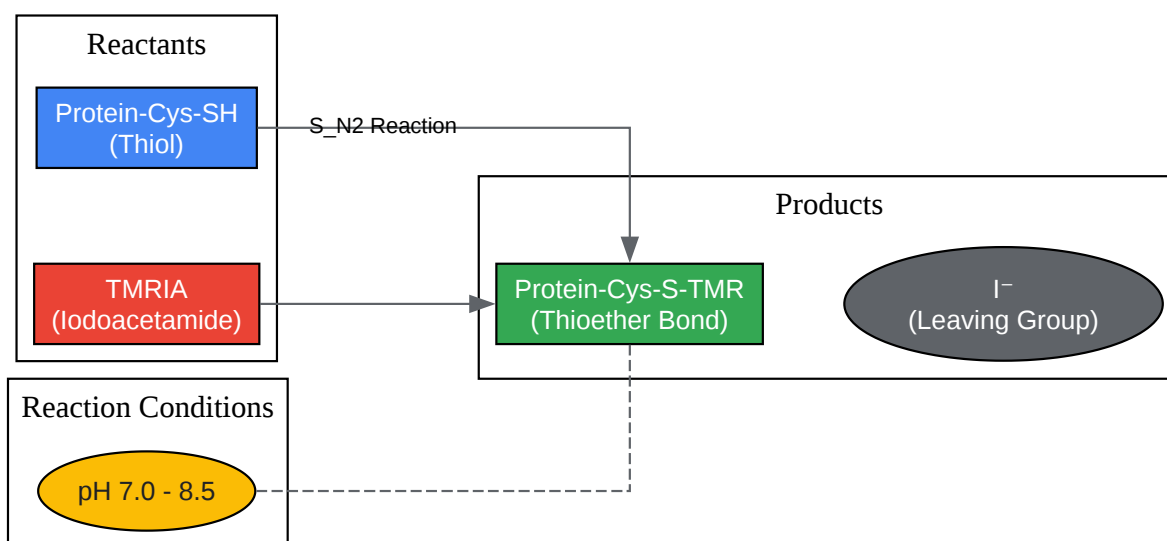 Reactants
Protein-Cys-SH
(Thiol)
S_N2 Reaction
TMRIA
(Iodoacetamide)
Products
Protein-Cys-S-TMR
(Thioether Bond)
I⁻
(Leaving Group)
Reaction Conditions
pH 7.0 - 8.5